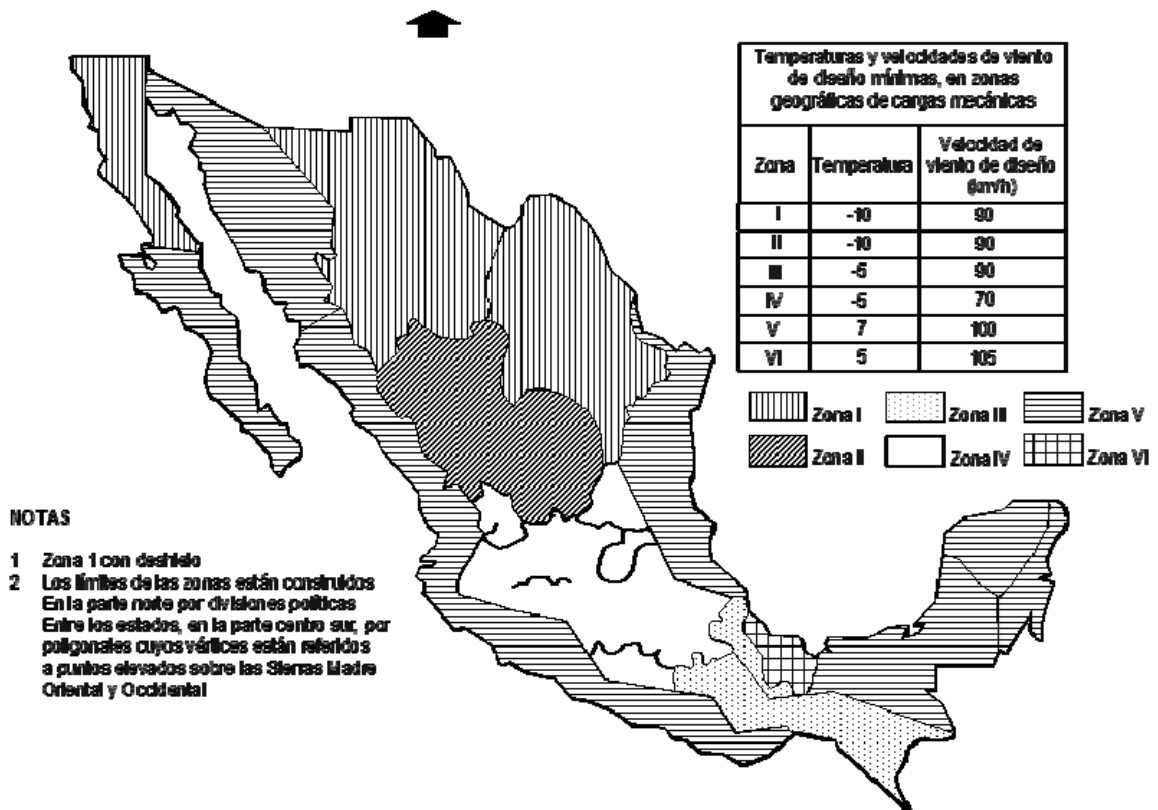 Temperaturas y velocidades de viento
de diseño mínimas, en zonas
geográficas de cargas mecánicas
Zona Temperatura Velocidad de
viento de diseño
(km/h)
I -10 90
II -10 90
III -5 90
IV -5 70
V 7 100
VI 5 105
Zona I Zona III Zona V
Zona II Zona IV Zona VI
NOTAS
1 Zona 1 con deshielo
2 Los límites de las zonas están construidos
En la parte norte por divisiones políticas
Entre los estados, en la parte centro sur, por
poligonales cuyos vértices están referidos
a puntos elevados sobre las Sierras Madre
Oriental y Occidental